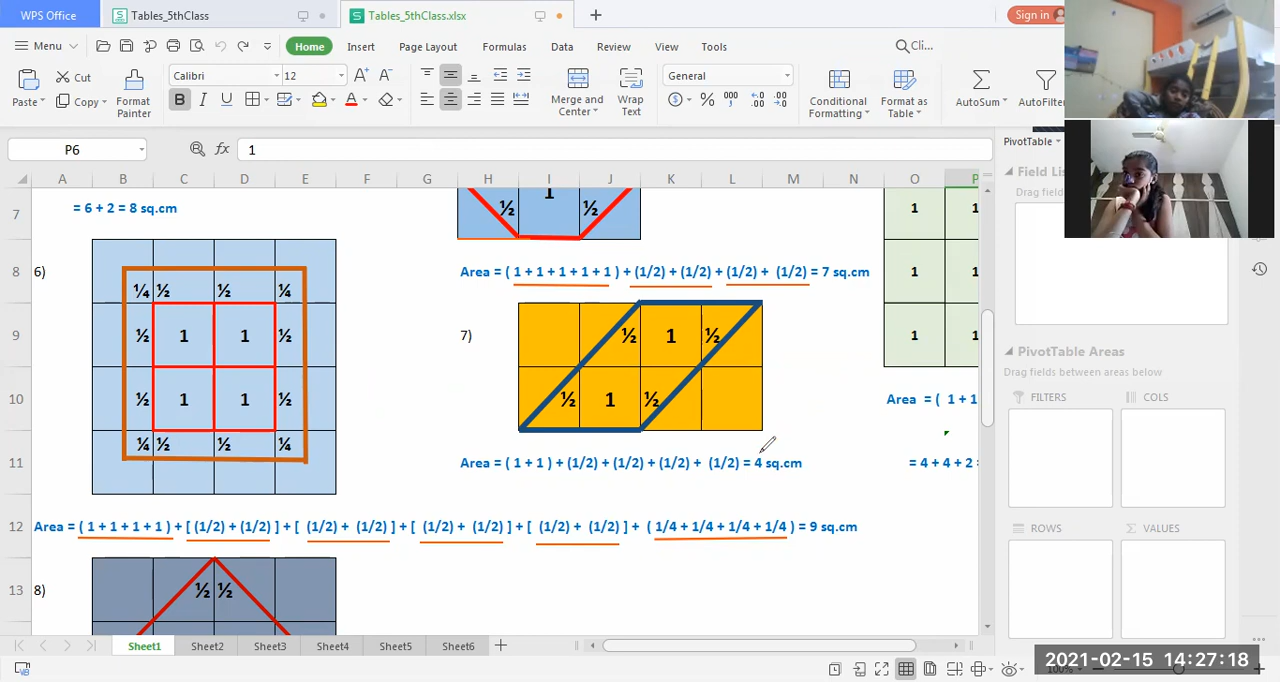 WPS Office
Tables_5thClass
Tables_5thClass.xlsx
Sign in
Menu
Home
Insert
Page Layout
Formulas
Data
Review
View
Tools
Cli...
Paste
Cut
Copy
Format Painter
Calibri
12
A+
A-
B I U
Merge and Center
Wrap Text
General
Conditional Formatting
Format as Table
AutoSum
AutoFilter
P6
fx
1
PivotTable
Field List
A B C D E F G H I J K L M N O P
7
= 6 + 2 = 8 sq.cm
½ 1 ½
1 1
8
6)
Area = ( 1 + 1 + 1 + 1 + 1 ) + (1/2) + (1/2) + (1/2) + (1/2) = 7 sq.cm
1 1
¼ ½ ½ ¼
9
½ 1 1 ½
7)
½ 1 ½
1 1
10
½ 1 1 ½
½ 1 ½
Area = ( 1 + 1
¼ ½ ½ ¼
11
Area = ( 1 + 1 ) + (1/2) + (1/2) + (1/2) + (1/2) = 4 sq.cm
= 4 + 4 + 2 =
12
Area = ( 1 + 1 + 1 + 1 ) + [ (1/2) + (1/2) ] + [ (1/2) + (1/2) ] + [ (1/2) + (1/2) ] + [ (1/2) + (1/2) ] + ( 1/4 + 1/4 + 1/4 + 1/4 ) = 9 sq.cm
13
8)
½ ½
PivotTable Areas
Drag fields between areas below
FILTERS
COLS
ROWS
VALUES
Sheet1
Sheet2
Sheet3
Sheet4
Sheet5
Sheet6
2021-02-15 14:27:18